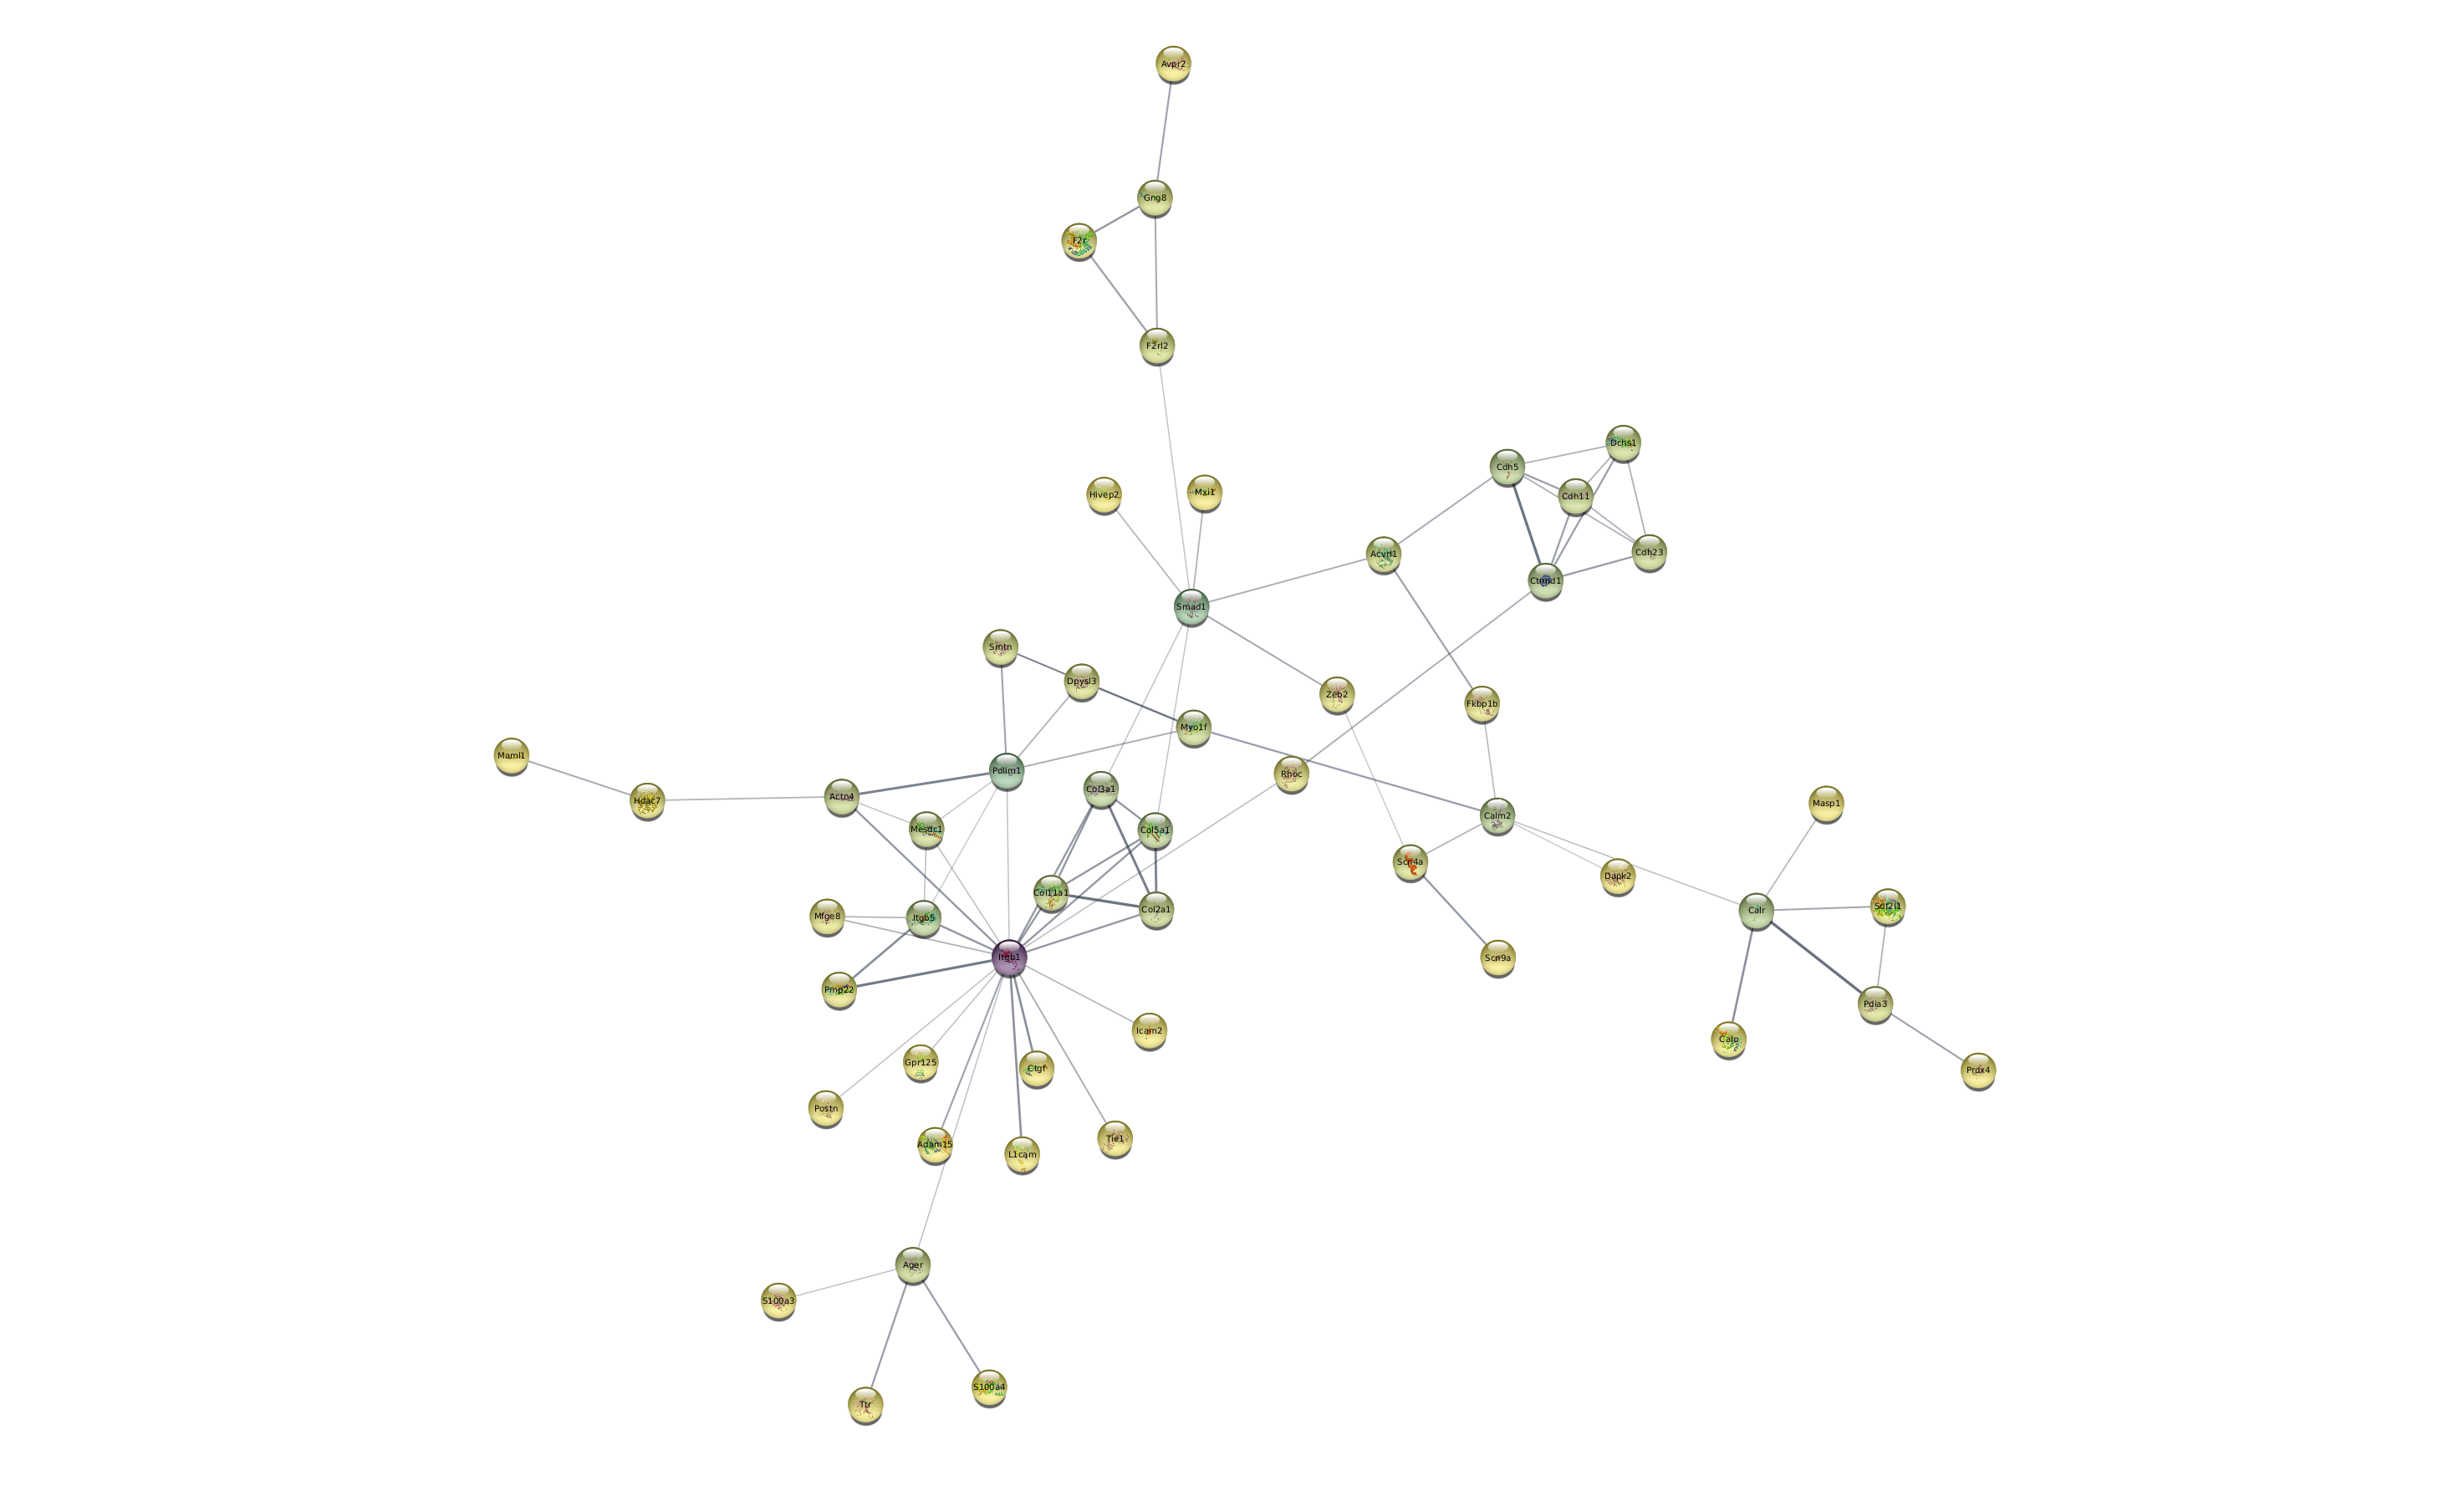 Avpr2
Gng8
F2r
F2rl2
Dchs1
Cdh5
Hivep2
Mxi1
Cdh11
Acvrl1
Cdh23
Ctnnd1
Smad1
Smtn
Dpysl3
Zeb2
Fkbp1b
Myo1f
Maml1
Pdlim1
Rhoc
Col3a1
Actn4
Hdac7
Masp1
Calm2
Mesdc1
Col5a1
Scn4a
Dapk2
Col11a1
Sdf2l1
Col2a1
Calr
Mfge8
Itgb5
Itgb1
Scn9a
Pmp22
Pdia3
Icam2
Calu
Gpr125
Ctgf
Prdx4
Postn
Tie1
Adam15
L1cam
Ager
S100a3
S100a4
Ttr